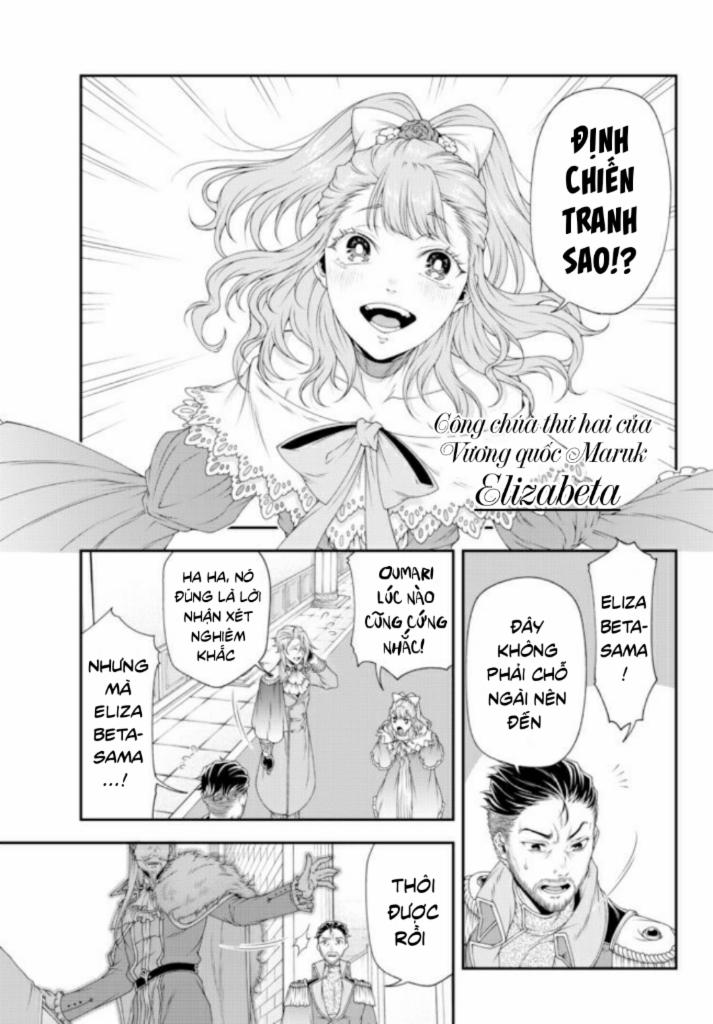 ĐỊNH
CHIẾN
TRANH
SAO!?
Công chúa thứ hai của
Vương quốc Maruk
Elizabeta
ELIZA
BETA-
SAMA
!
ĐÂY
KHÔNG
PHẢI CHỖ
NGÀI NÊN
ĐẾN
OUMARI
LÚC NÀO
CŨNG CỨNG
NHẮC!
HA HA, NÓ
ĐÚNG LÀ LỜI
NHẬN XÉT
NGHIÊM
KHẮC
NHƯNG
MÀ
ELIZA
BETA-
SAMA
...!
THÔI
ĐƯỢC
RỒI